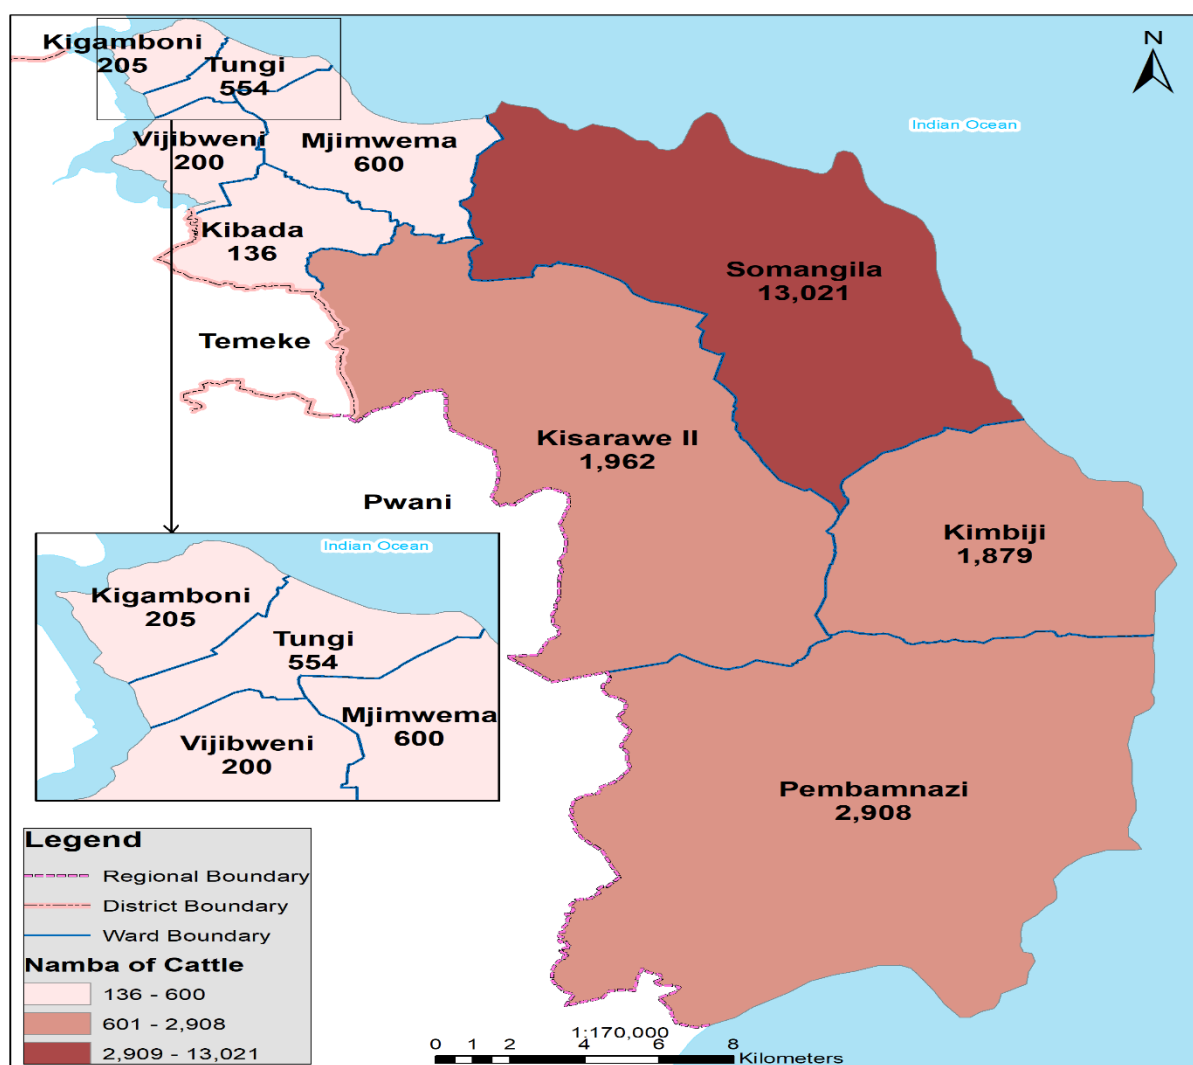 Kigamboni
205
Tungi
554
N
Indian Ocean
Vijibweni
200
Mjimwema
600
Kibada
136
Somangila
13,021
Temeke
Kisarawe II
1,962
Pwani
Kimbiji
1,879
Indian Ocean
Kigamboni
205
Tungi
554
Mjimwema
600
Vijibweni
200
Pembamnazi
2,908
Legend
Regional Boundary
District Boundary
Ward Boundary
Namba of Cattle
136 - 600
601 - 2,908
2,909 - 13,021
1:170,000
0 1 2 4 6 8
Kilometers